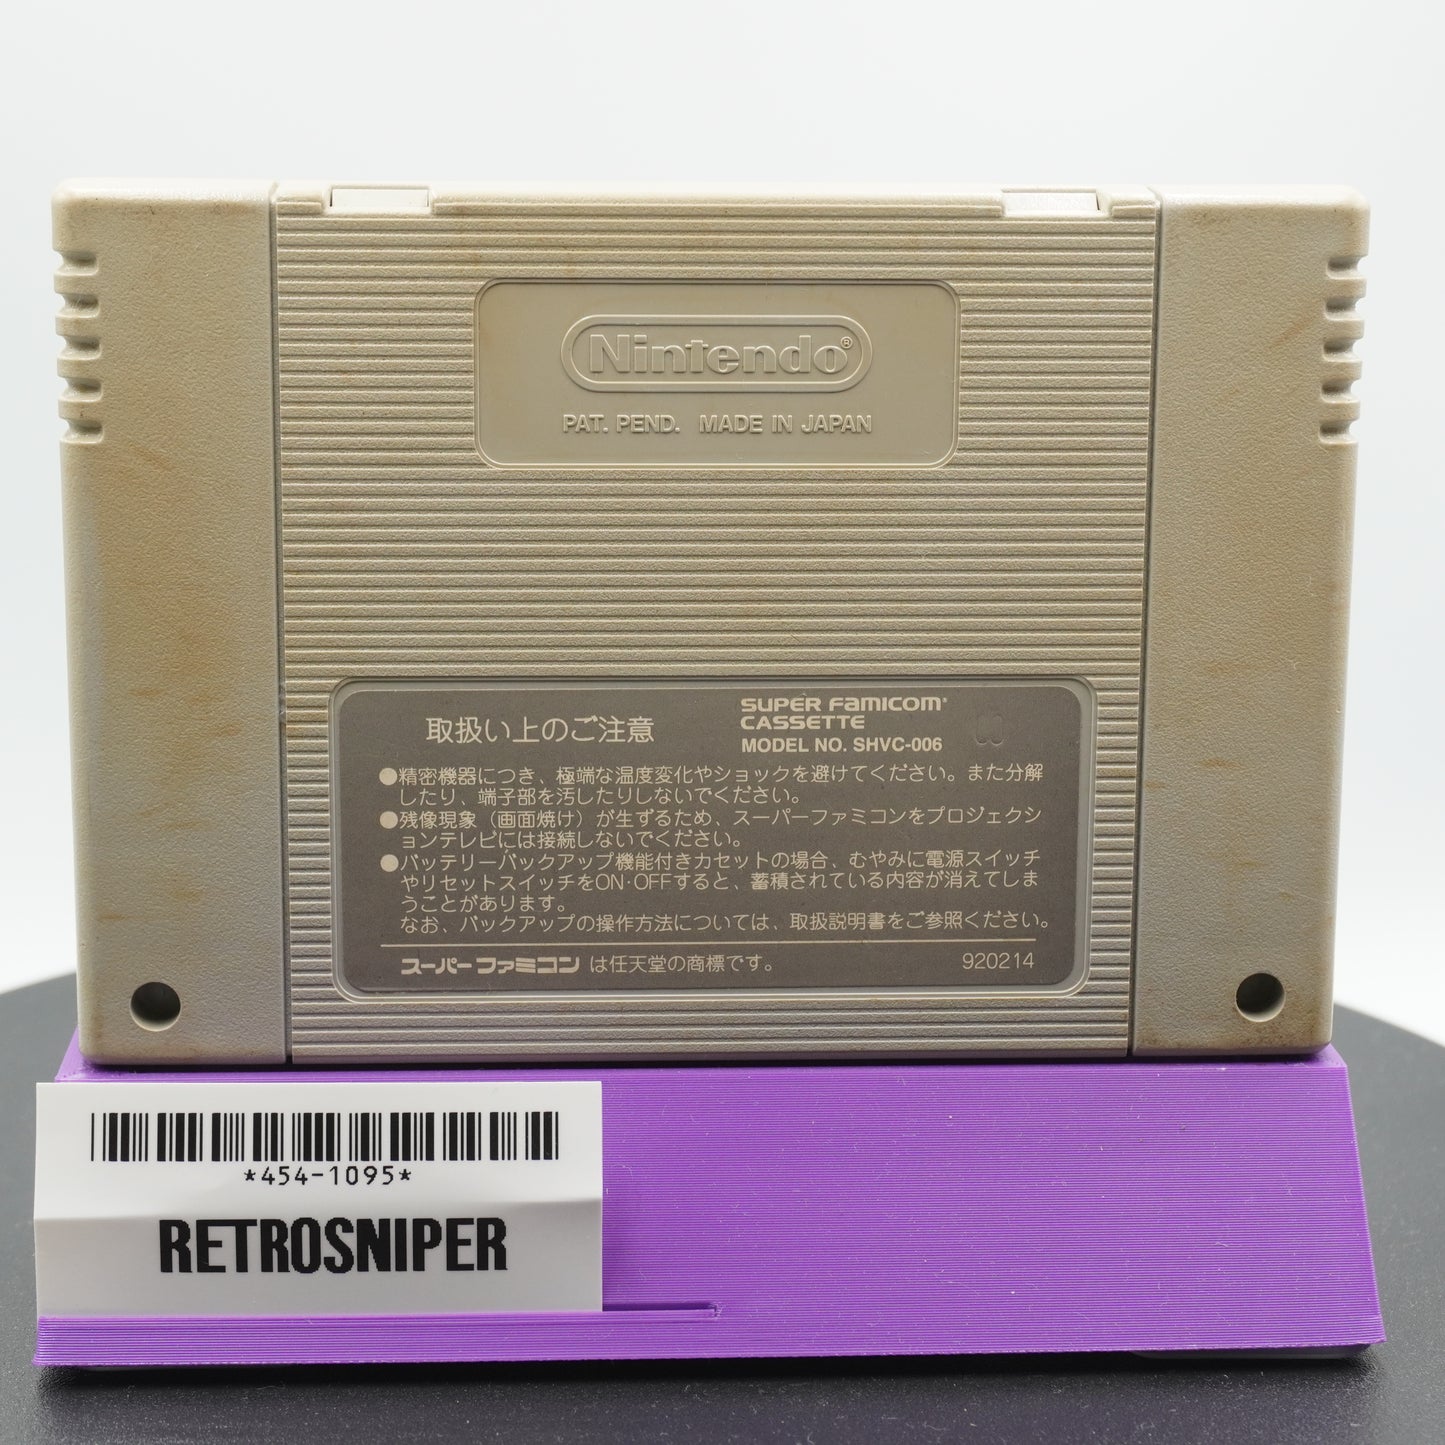 Nintendo®
PAT. PEND. MADE IN JAPAN
取扱い上のご注意
SUPER FAMICOM®
CASSETTE
MODEL NO. SHVC-006
●精密機器につき、極端な温度変化やショックを避けてください。また分解
したり、端子部を汚したりしないでください。
●残像現象（画面焼け）が生ずるため、スーパーファミコンをプロジェクシ
ョンテレビには接続しないでください。
●バッテリーバックアップ機能付きカセットの場合、むやみに電源スイッチ
やリセットスイッチをON･OFFすると、蓄積されている内容が消えてしま
うことがあります。
なお、バックアップの操作方法については、取扱説明書をご参照ください。
スーパーファミコンは任天堂の商標です。
920214
*454-1095*
RETROSNIPER